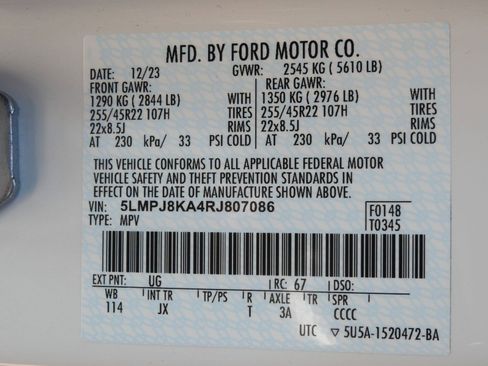 MFD. BY FORD MOTOR CO.
DATE: 12/23 GVWR: 2545 KG ( 5610 LB)
FRONT GAWR: REAR GAWR:
1290 KG ( 2844 LB) WITH 1350 KG ( 2976 LB) WITH
255/45R22 107H TIRES 255/45R22 107H TIRES
22x8.5J RIMS 22x8.5J RIMS
AT 230 kPa/ 33 PSI COLD AT 230 kPa/ 33 PSI COLD
THIS VEHICLE CONFORMS TO ALL APPLICABLE FEDERAL MOTOR
VEHICLE SAFETY AND THEFT PREVENTION STANDARDS IN
EFFECT ON THE DATE OF MANUFACTURE SHOWN ABOVE.
VIN: 5LMPJ8KA4RJ807086 F0148
TYPE: MPV T0345
EXT PNT: UG RC: 67 DSO:
WB INT TR TP/PS R AXLE TR SPR
114 JX T 3A CCCC
UTC ▽ 5U5A-1520472-BA